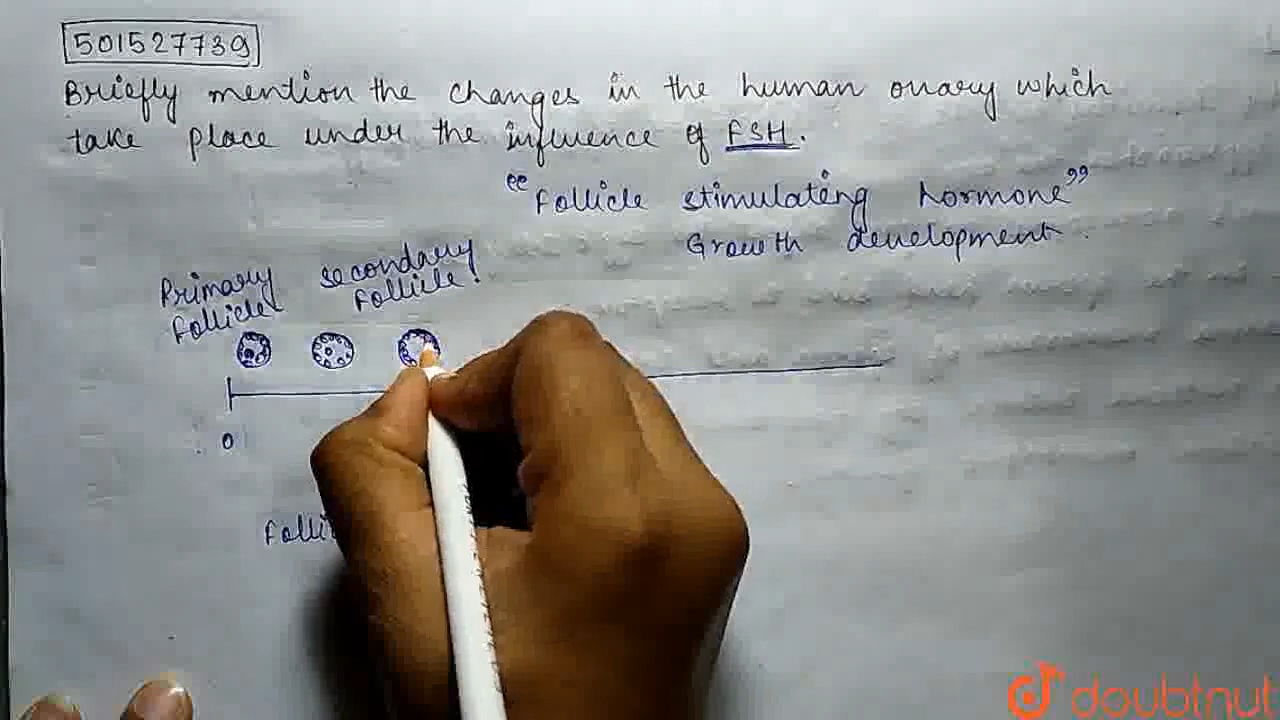 501527739
Briefly mention the changes in the human ovary which
take place under the influence of FSH.
"Follicle stimulating hormone"
Growth development.
Primary
follicle
secondary
follicle.
0
Folli
doubtnut